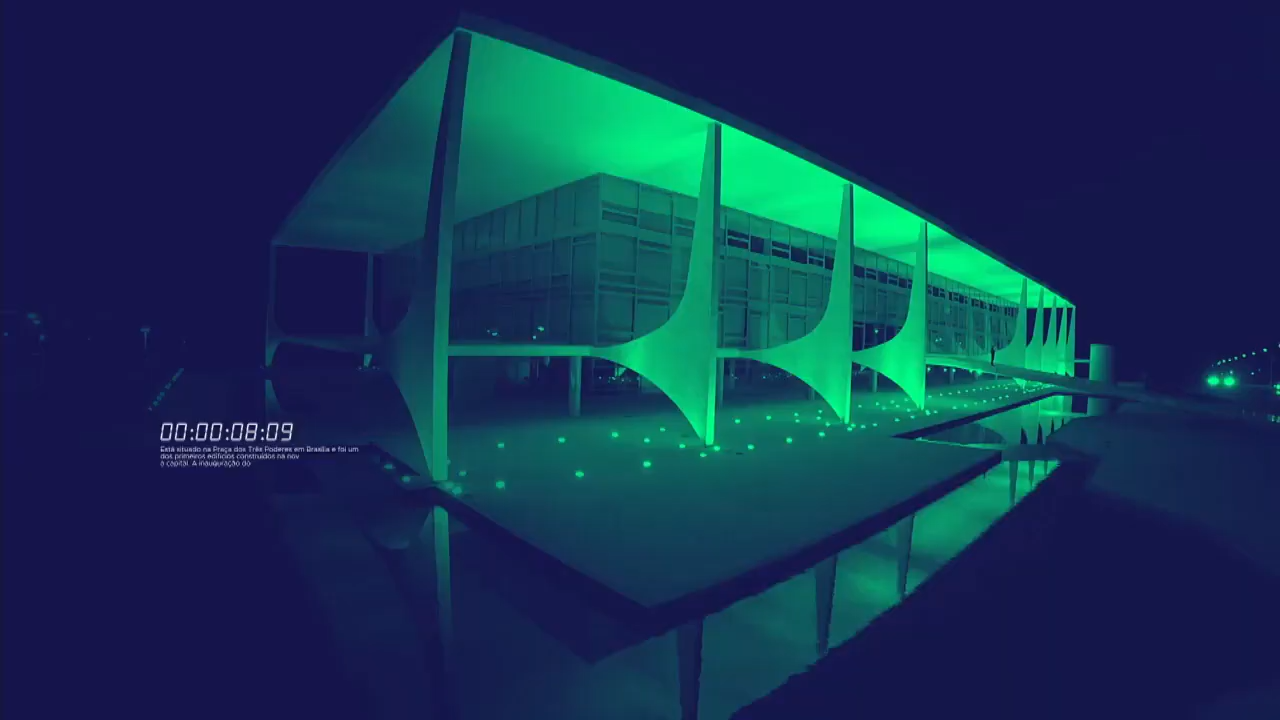 00:00:08:09
Está situado na Praça dos Três Poderes em Brasília e foi um
dos primeiros edifícios construídos na nov
a capital. A inauguração do